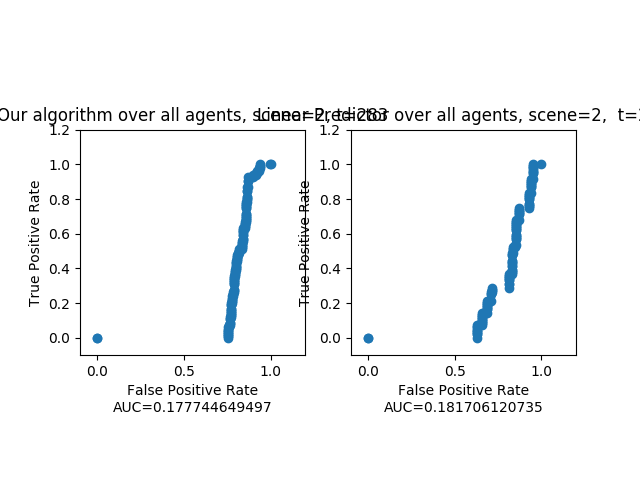 Our algorithm over all agents, scene=2, t=283
Linear Predictor over all agents, scene=2, t=
1.2
1.0
0.8
0.6
0.4
0.2
0.0
True Positive Rate
0.0 0.5 1.0
False Positive Rate
AUC=0.177744649497
1.2
1.0
0.8
0.6
0.4
0.2
0.0
True Positive Rate
0.0 0.5 1.0
False Positive Rate
AUC=0.181706120735